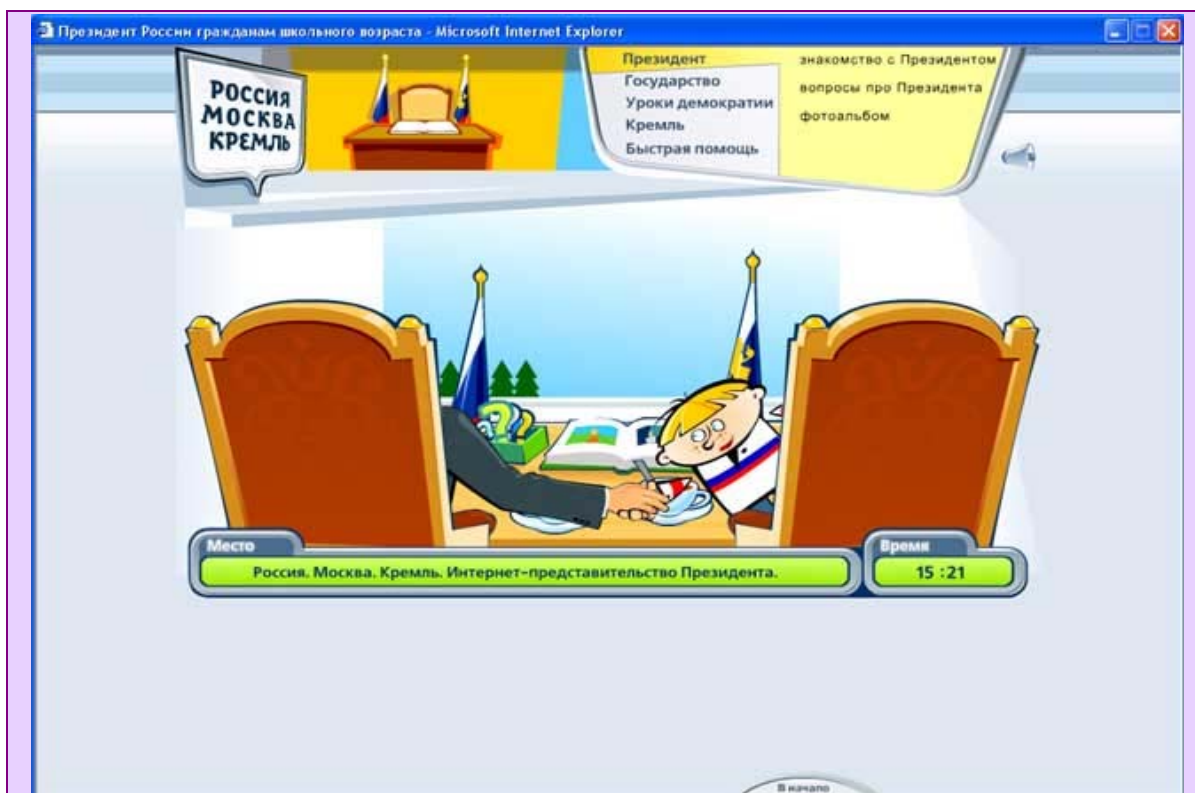 Президент России гражданам школьного возраста - Microsoft Internet Explorer
РОССИЯ
МОСКВА
КРЕМЛЬ
Президент
Государство
Уроки демократии
Кремль
Быстрая помощь
знакомство с Президентом
вопросы про Президента
фотоальбом
Место
Россия. Москва. Кремль. Интернет-представительство Президента.
Время
15 :21
В начало